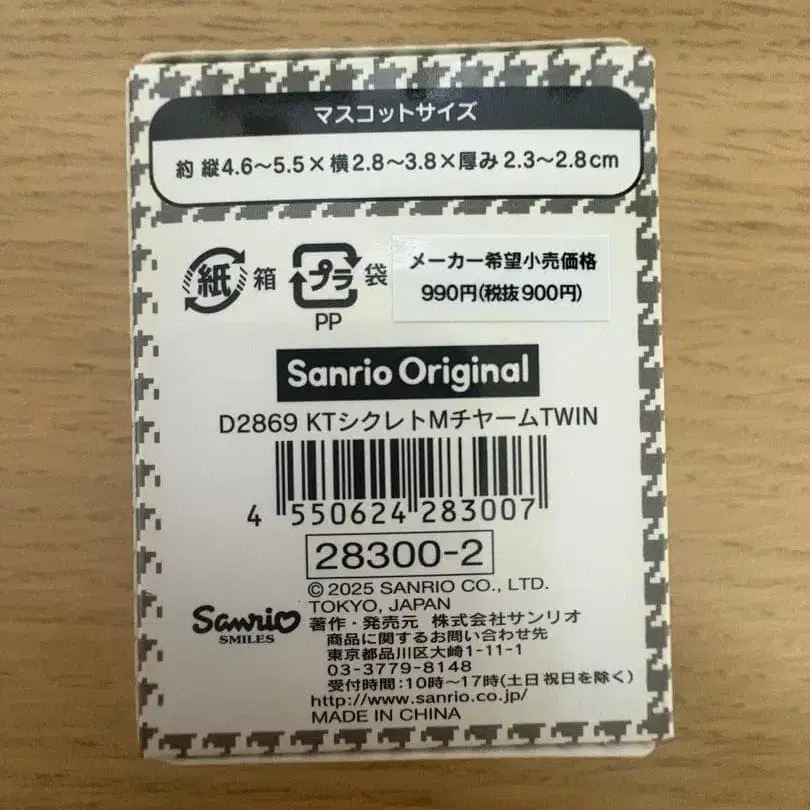 マスコットサイズ
約 縦4.6〜5.5×横2.8〜3.8×厚み2.3〜2.8cm
紙 箱 プラ 袋
PP
メーカー希望小売価格
990円(税抜900円)
Sanrio Original
D2869 KTシクレトMチヤームTWIN
4 550624 283007
28300-2
© 2025 SANRIO CO., LTD.
TOKYO, JAPAN
Sanrio
SMILES
著作・発売元 株式会社サンリオ
商品に関するお問い合わせ先
東京都品川区大崎1-11-1
03-3779-8148
受付時間:10時〜17時(土日祝日を除く)
http://www.sanrio.co.jp/
MADE IN CHINA